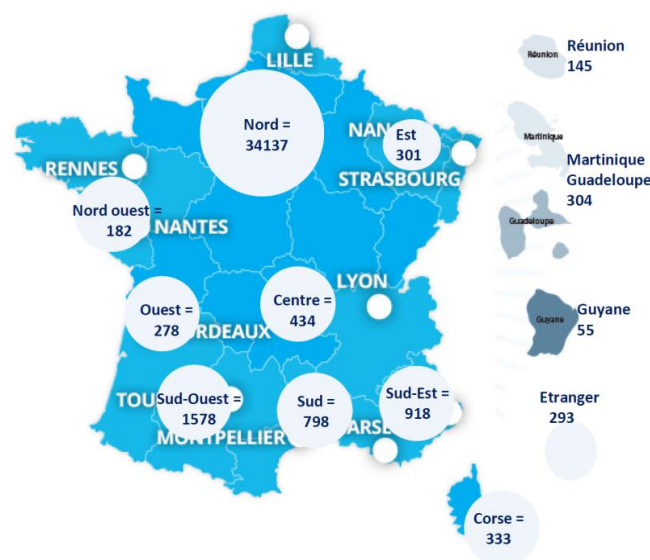 LILLE
Réunion
Réunion
145
Nord =
34137
NAN
Est
301
STRASBOURG
Martinique
Martinique
Guadeloupe
304
RENNES
Nord ouest =
182
NANTES
Guadeloupe
LYON
Ouest =
278
RDEAUX
Centre =
434
Guyane
Guyane
55
TOU
Sud-Ouest =
1578
MONTPELLIER
Sud =
798
ARSE
Sud-Est =
918
Etranger
293
Corse =
333